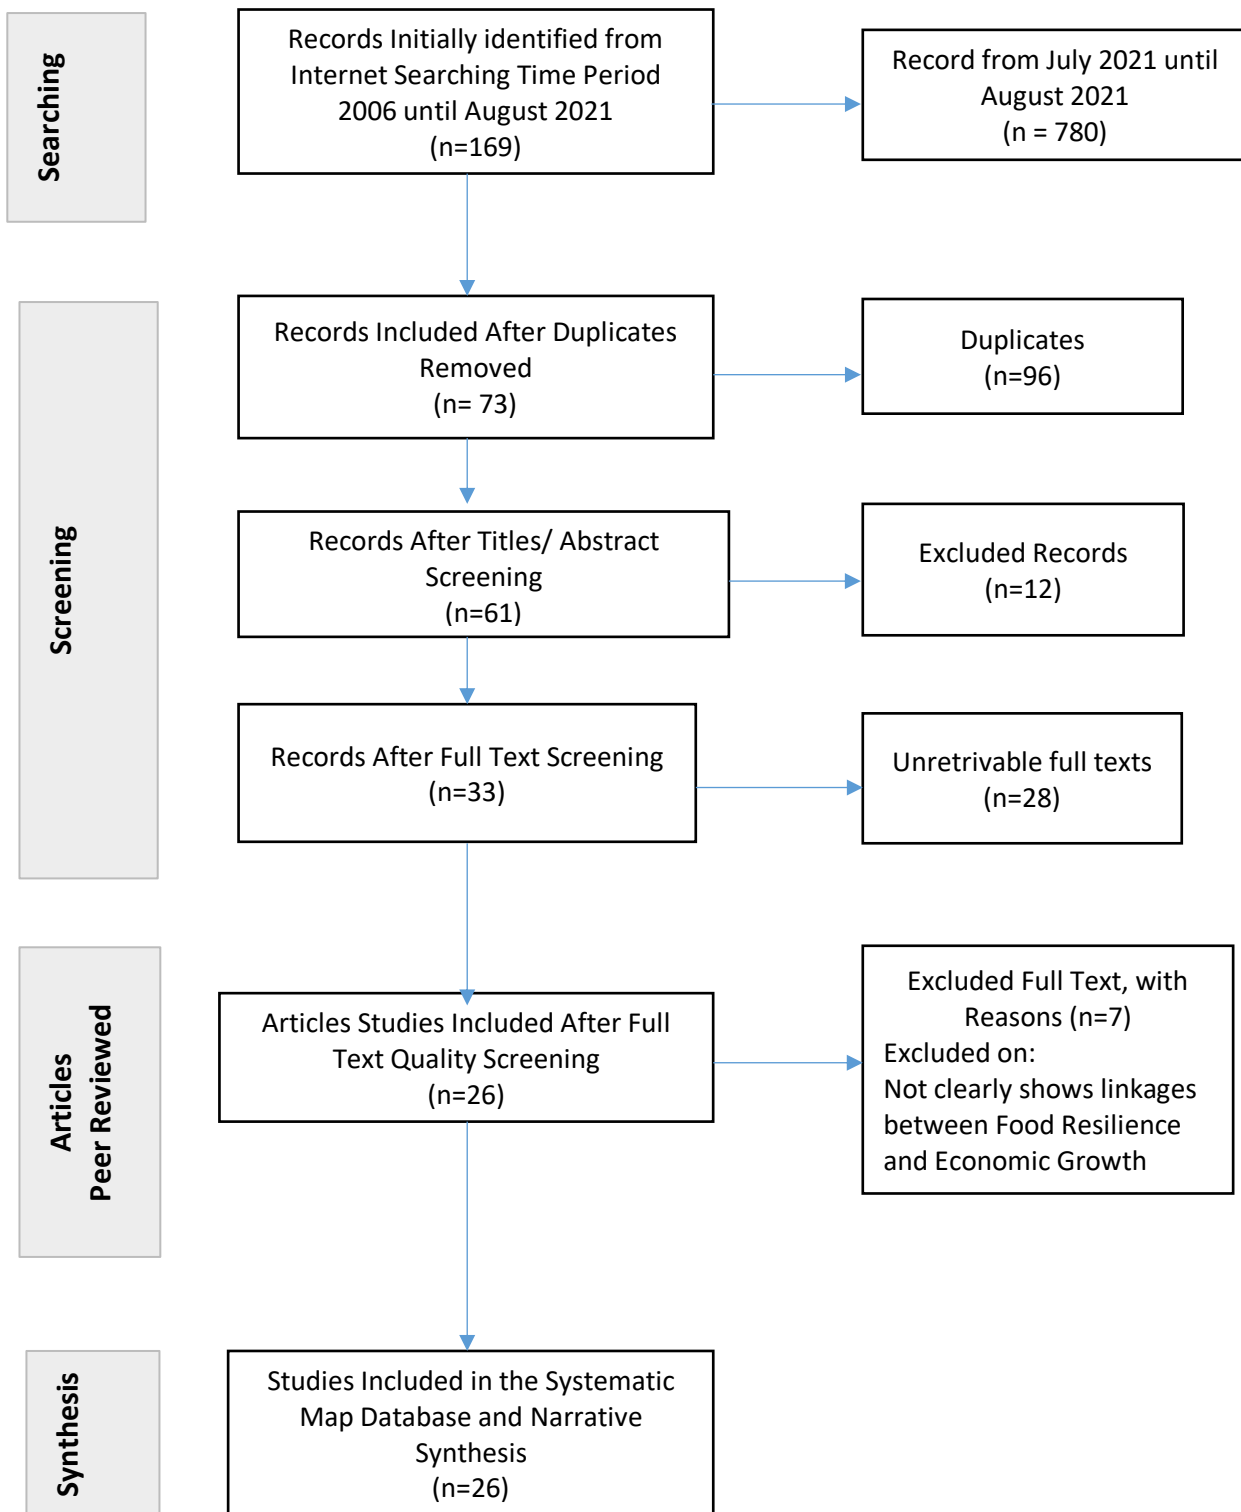 Searching
Records Initially identified from
Internet Searching Time Period
2006 until August 2021
(n=169)
Record from July 2021 until
August 2021
(n = 780)
Screening
Records Included After Duplicates
Removed
(n= 73)
Duplicates
(n=96)
Records After Titles/ Abstract
Screening
(n=61)
Excluded Records
(n=12)
Records After Full Text Screening
(n=33)
Unretrivable full texts
(n=28)
Articles
Peer Reviewed
Articles Studies Included After Full
Text Quality Screening
(n=26)
Excluded Full Text, with
Reasons (n=7)
Excluded on:
Not clearly shows linkages
between Food Resilience
and Economic Growth
Synthesis
Studies Included in the Systematic
Map Database and Narrative
Synthesis
(n=26)